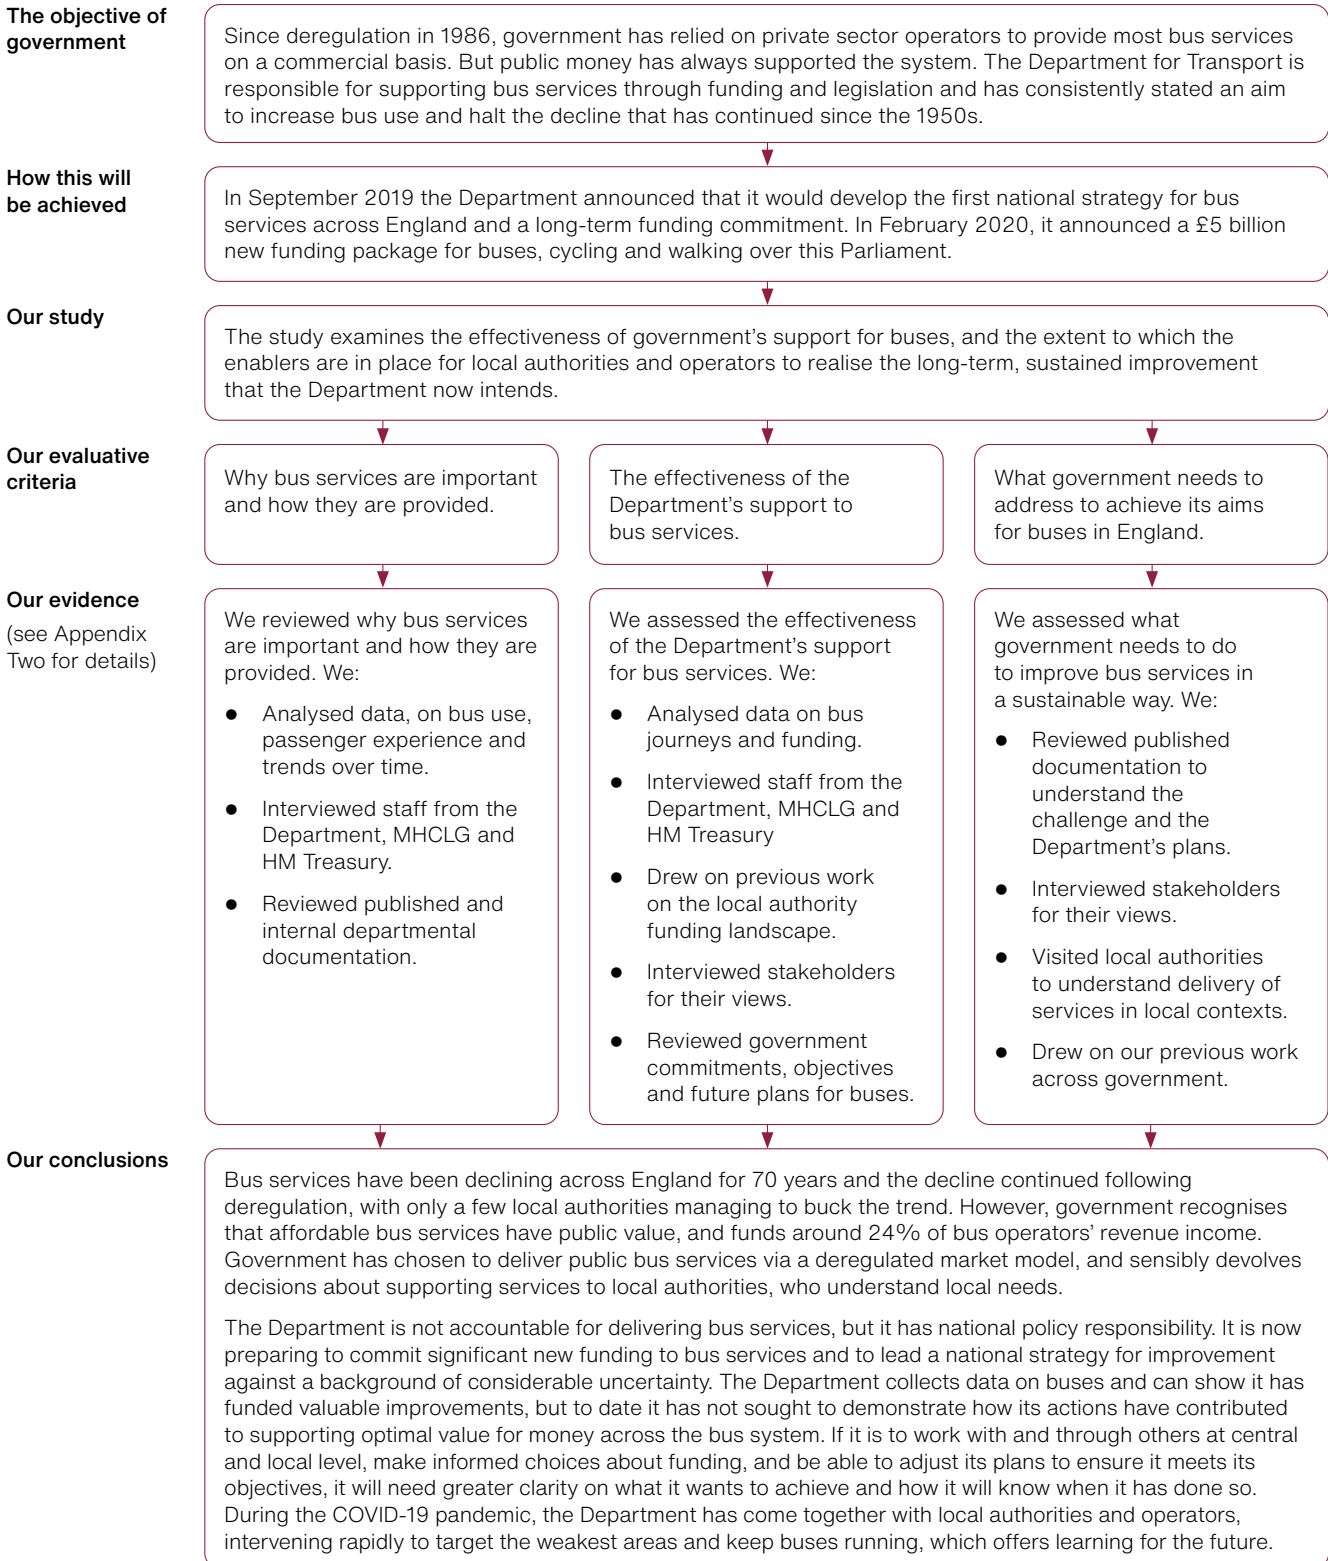 The objective of
government
Since deregulation in 1986, government has relied on private sector operators to provide most bus services
on a commercial basis. But public money has always supported the system. The Department for Transport is
responsible for supporting bus services through funding and legislation and has consistently stated an aim
to increase bus use and halt the decline that has continued since the 1950s.
How this will
be achieved
In September 2019 the Department announced that it would develop the first national strategy for bus
services across England and a long-term funding commitment. In February 2020, it announced a £5 billion
new funding package for buses, cycling and walking over this Parliament.
Our study
The study examines the effectiveness of government's support for buses, and the extent to which the
enablers are in place for local authorities and operators to realise the long-term, sustained improvement
that the Department now intends.
Our evaluative
criteria
Why bus services are important
and how they are provided.
The effectiveness of the
Department's support to
bus services.
What government needs to
address to achieve its aims
for buses in England.
Our evidence
(see Appendix
Two for details)
We reviewed why bus services
are important and how they are
provided. We:
● Analysed data, on bus use,
passenger experience and
trends over time.
● Interviewed staff from the
Department, MHCLG and
HM Treasury.
● Reviewed published and
internal departmental
documentation.
We assessed the effectiveness
of the Department's support
for bus services. We:
● Analysed data on bus
journeys and funding.
● Interviewed staff from the
Department, MHCLG and
HM Treasury
● Drew on previous work
on the local authority
funding landscape.
● Interviewed stakeholders
for their views.
● Reviewed government
commitments, objectives
and future plans for buses.
We assessed what
government needs to do
to improve bus services in
a sustainable way. We:
● Reviewed published
documentation to
understand the
challenge and the
Department's plans.
● Interviewed stakeholders
for their views.
● Visited local authorities
to understand delivery of
services in local contexts.
● Drew on our previous work
across government.
Our conclusions
Bus services have been declining across England for 70 years and the decline continued following
deregulation, with only a few local authorities managing to buck the trend. However, government recognises
that affordable bus services have public value, and funds around 24% of bus operators' revenue income.
Government has chosen to deliver public bus services via a deregulated market model, and sensibly devolves
decisions about supporting services to local authorities, who understand local needs.
The Department is not accountable for delivering bus services, but it has national policy responsibility. It is now
preparing to commit significant new funding to bus services and to lead a national strategy for improvement
against a background of considerable uncertainty. The Department collects data on buses and can show it has
funded valuable improvements, but to date it has not sought to demonstrate how its actions have contributed
to supporting optimal value for money across the bus system. If it is to work with and through others at central
and local level, make informed choices about funding, and be able to adjust its plans to ensure it meets its
objectives, it will need greater clarity on what it wants to achieve and how it will know when it has done so.
During the COVID-19 pandemic, the Department has come together with local authorities and operators,
intervening rapidly to target the weakest areas and keep buses running, which offers learning for the future.